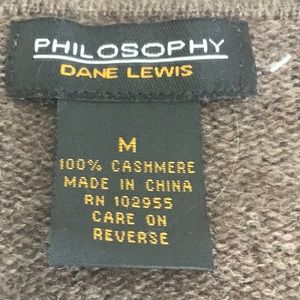 PHILOSOPHY
DANE LEWIS
M
100% CASHMERE
MADE IN CHINA
RN 102955
CARE ON
REVERSE